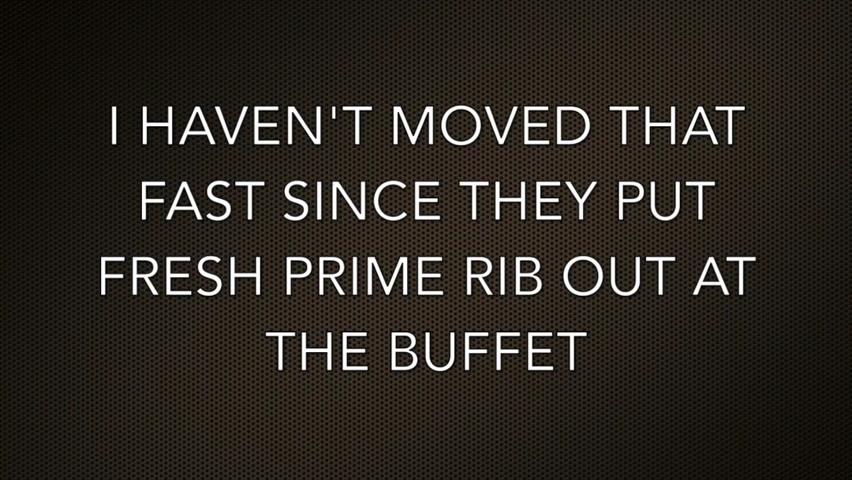 I HAVEN'T MOVED THAT
FAST SINCE THEY PUT
FRESH PRIME RIB OUT AT
THE BUFFET